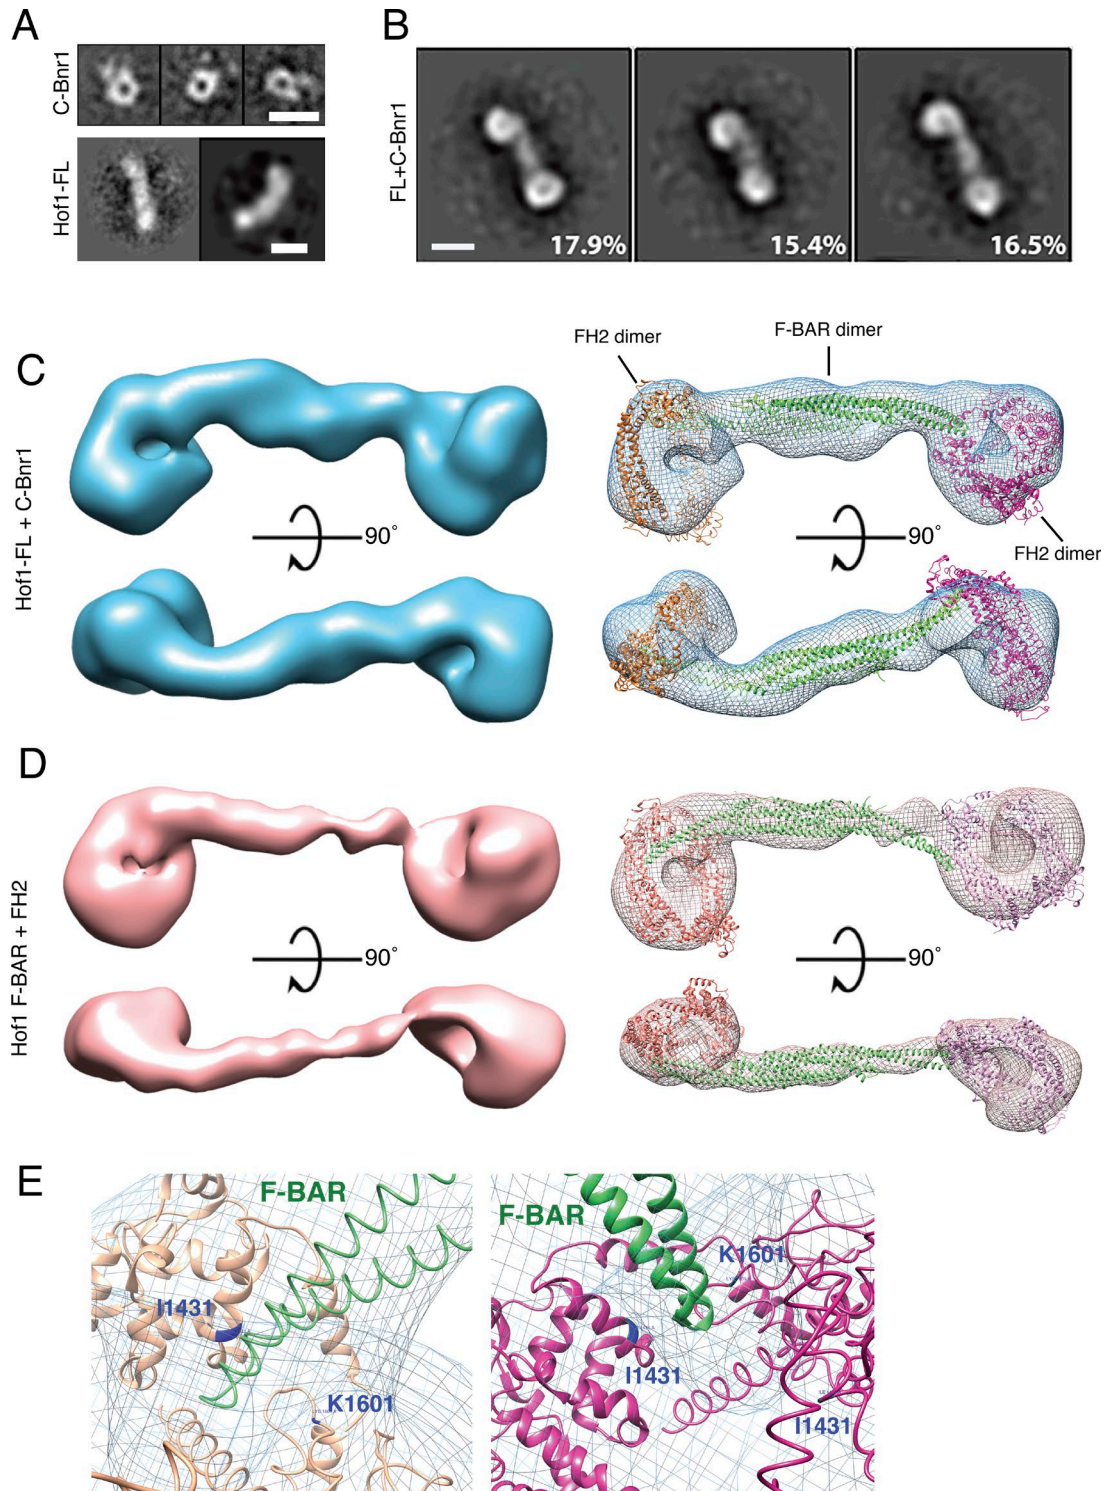 A
C-Bnr1
Hof1-FL
B
FL+C-Bnr1
17.9%
15.4%
16.5%
C
Hof1-FL + C-Bnr1
90°
FH2 dimer
F-BAR dimer
90°
FH2 dimer
D
Hof1 F-BAR + FH2
90°
90°
E
F-BAR
I1431
K1601
F-BAR
K1601
I1431
I1431